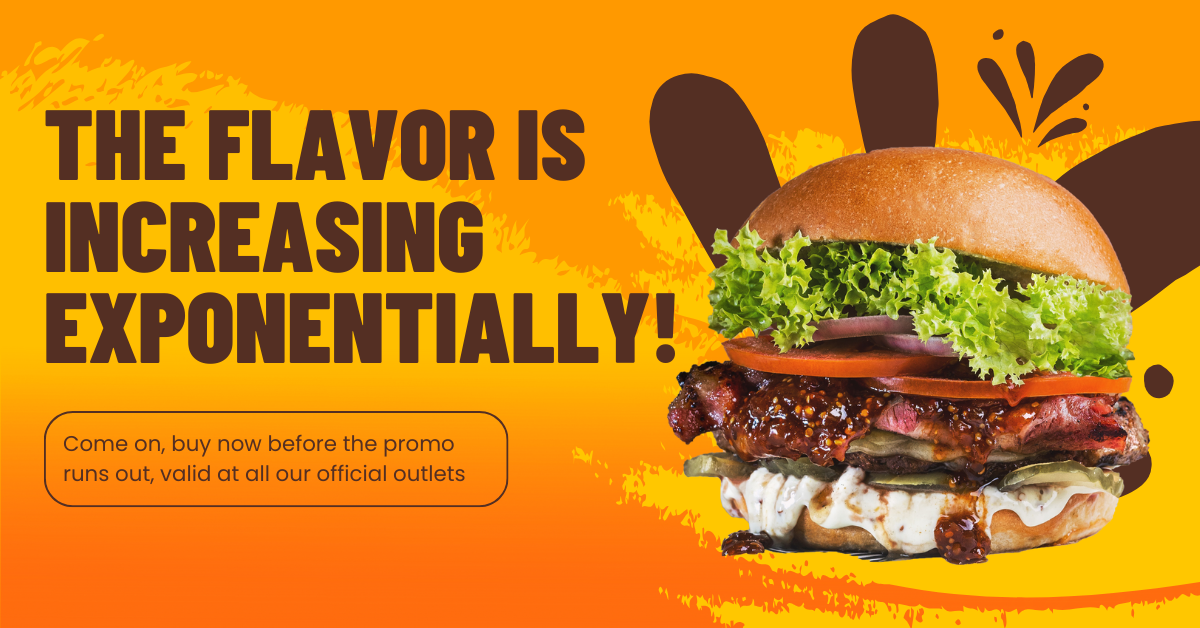 THE FLAVOR IS
INCREASING
EXPONENTIALLY!
Come on, buy now before the promo
runs out, valid at all our official outlets